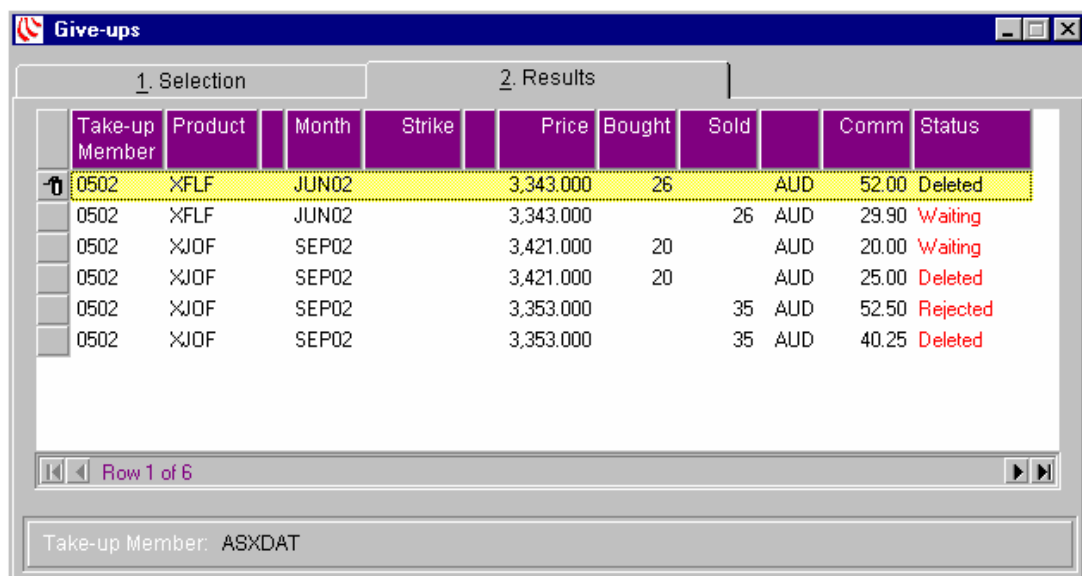 Give-ups
1. Selection 2. Results
Take-up Member Product Month Strike Price Bought Sold Comm Status
0502 XFLF JUN02 3,343.000 26 AUD 52.00 Deleted
0502 XFLF JUN02 3,343.000 26 AUD 29.90 Waiting
0502 XJOF SEP02 3,421.000 20 AUD 20.00 Waiting
0502 XJOF SEP02 3,421.000 20 AUD 25.00 Deleted
0502 XJOF SEP02 3,353.000 35 AUD 52.50 Rejected
0502 XJOF SEP02 3,353.000 35 AUD 40.25 Deleted
Row 1 of 6
Take-up Member: ASXDAT